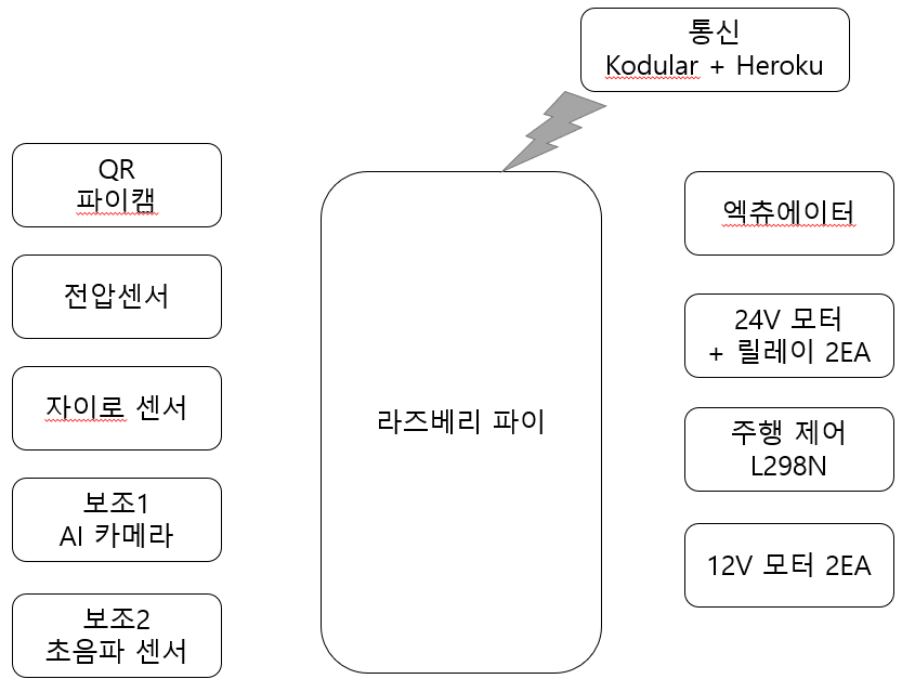 통신
Kodular + Heroku
QR
파이캠
전압센서
자이로 센서
보조1
AI 카메라
보조2
초음파 센서
라즈베리 파이
엑츄에이터
24V 모터
+ 릴레이 2EA
주행 제어
L298N
12V 모터 2EA